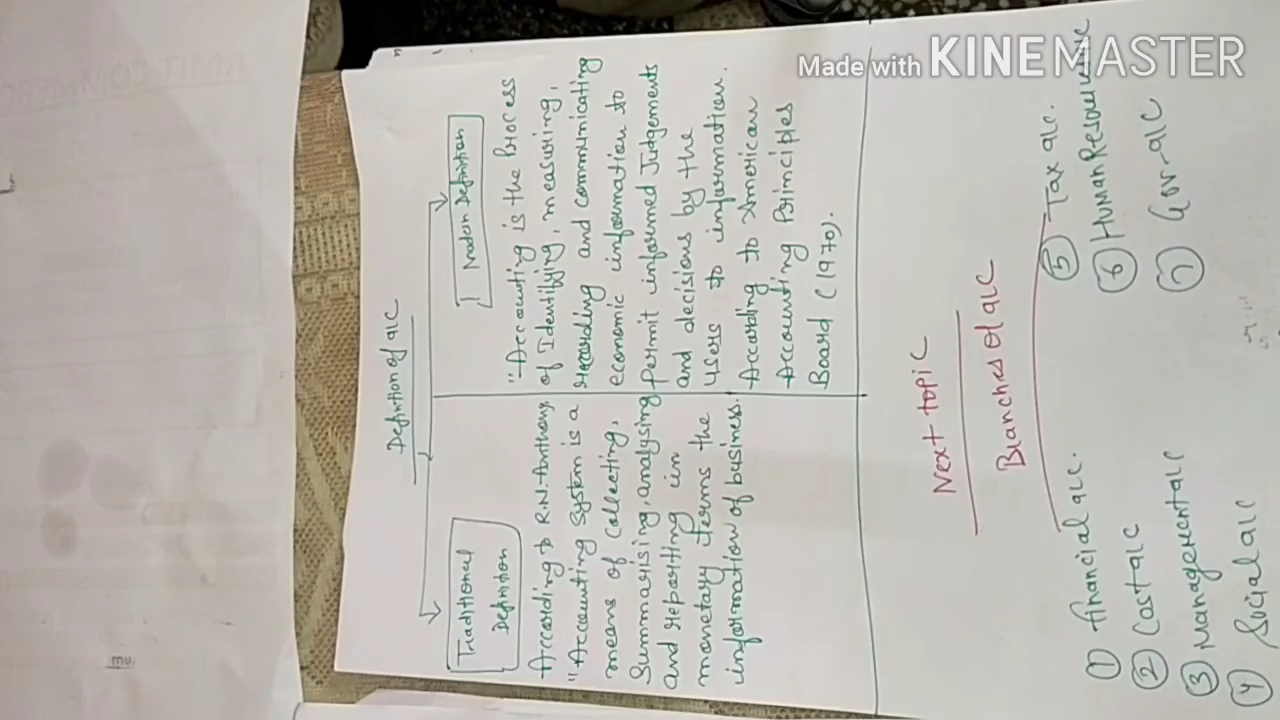 Made with KINEMASTER
Definition of a/c
Traditional
Definition
According to R.N. Anthony,
"Accounting System is a
means of collecting,
Summarising, analysing
and reporting in
monetary terms the
information of business."
Modern Definition
"Accounting is the Process
of Identifying, measuring,
recording and communicating
economic information to
permit informed Judgements
and decisions by the
users to information.
According to American
Accounting Principles
Board (1970).
Next topic
Branches of a/c
① financial a/c.
② Cost a/c
③ Management a/c
④ Social a/c
⑤ Tax a/c.
⑥ Human Resource a/c
⑦ Gov- a/c